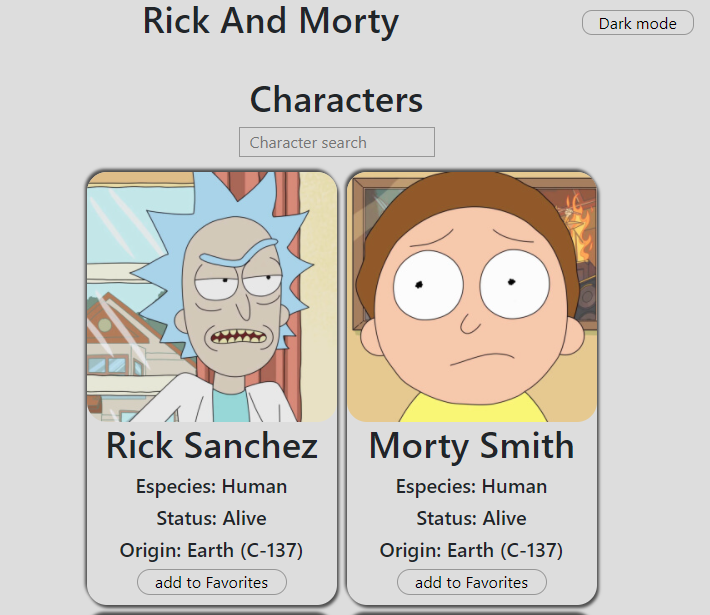 Rick And Morty
Dark mode
Characters
Character search
Rick Sanchez
Especies: Human
Status: Alive
Origin: Earth (C-137)
add to Favorites
Morty Smith
Especies: Human
Status: Alive
Origin: Earth (C-137)
add to Favorites